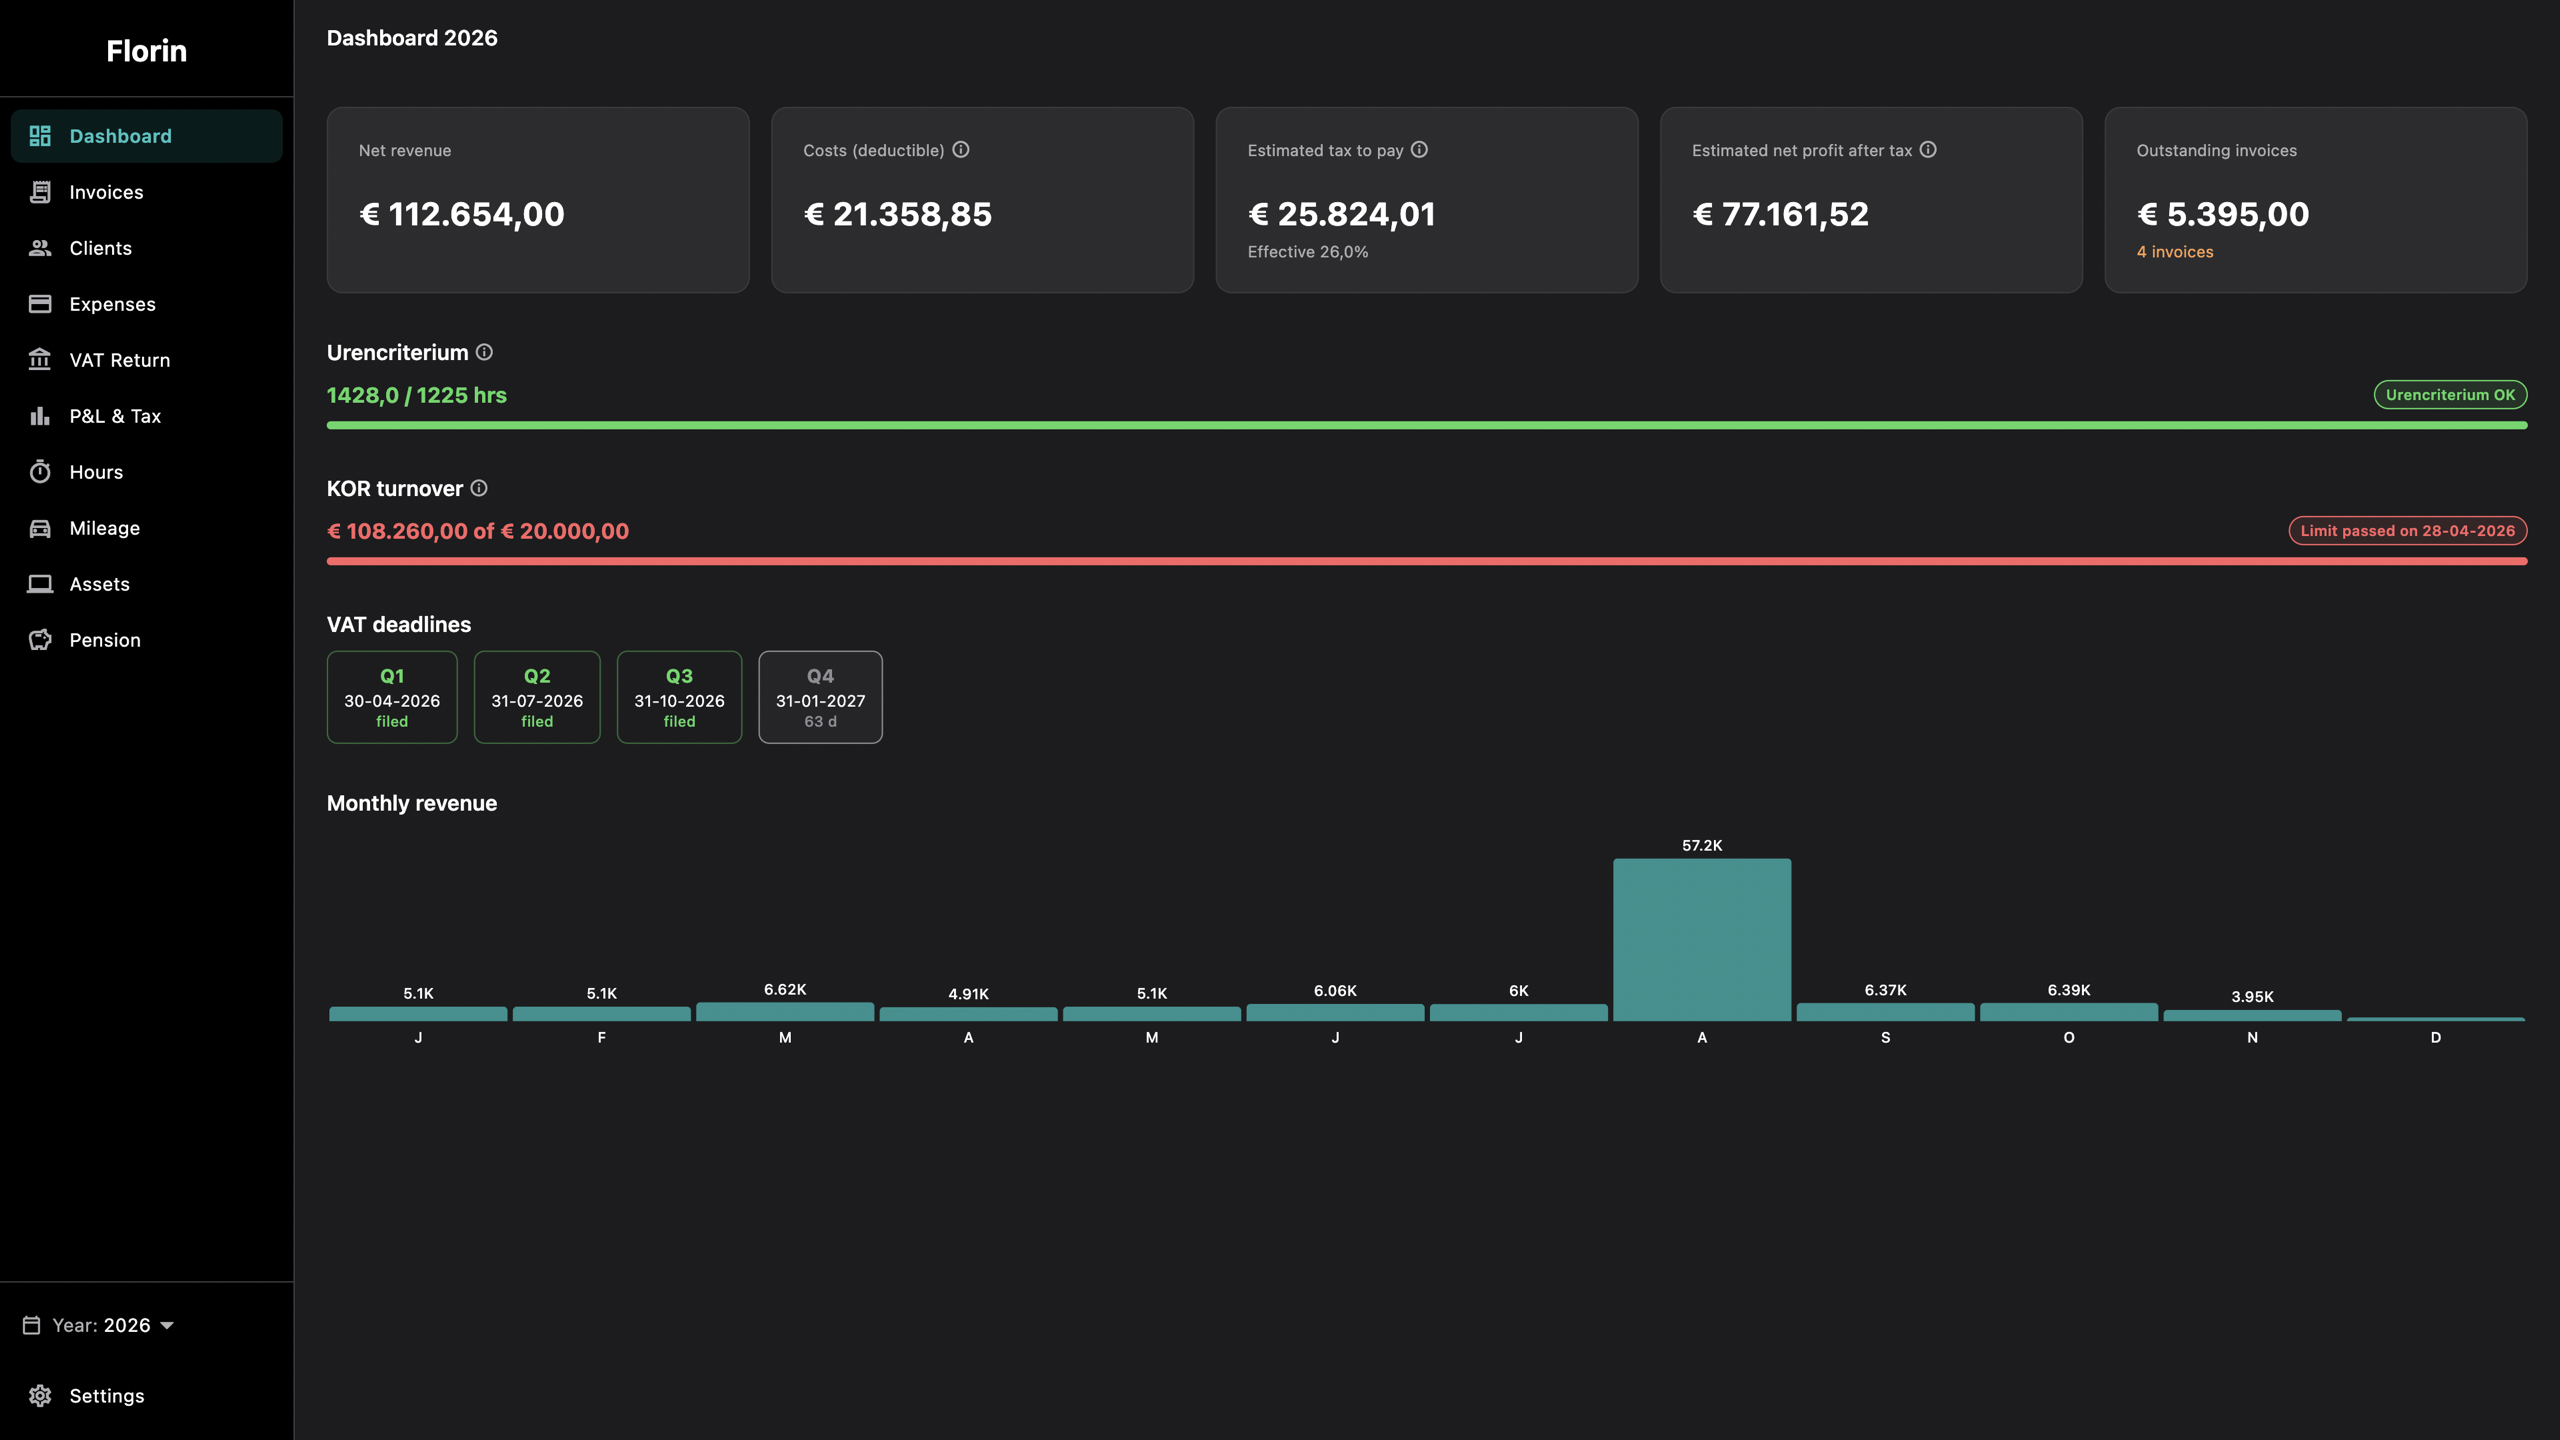 Florin
Dashboard
Invoices
Clients
Expenses
VAT Return
P&L & Tax
Hours
Mileage
Assets
Pension
Year: 2026
Settings
Dashboard 2026
Net revenue
€ 112.654,00
Costs (deductible)
€ 21.358,85
Estimated tax to pay
€ 25.824,01
Effective 26,0%
Estimated net profit after tax
€ 77.161,52
Outstanding invoices
€ 5.395,00
4 invoices
Urencriterium
1428,0 / 1225 hrs
Urencriterium OK
KOR turnover
€ 108.260,00 of € 20.000,00
Limit passed on 28-04-2026
VAT deadlines
Q1
30-04-2026
filed
Q2
31-07-2026
filed
Q3
31-10-2026
filed
Q4
31-01-2027
63 d
Monthly revenue
5.1K
5.1K
6.62K
4.91K
5.1K
6.06K
6K
57.2K
6.37K
6.39K
3.95K
J F M A M J J A S O N D